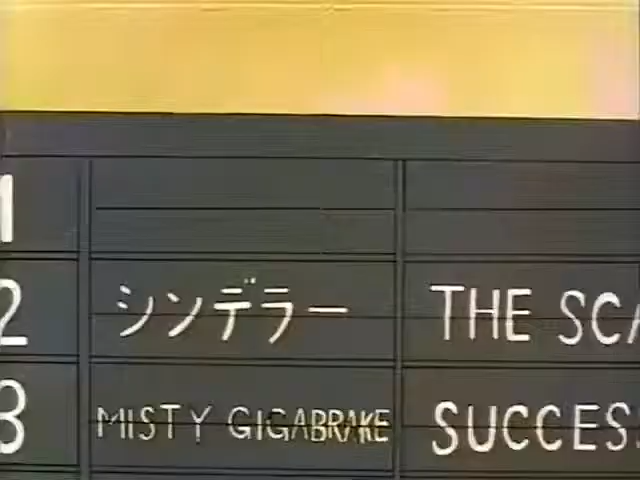 1
2 シンデラー THE SCA
3 MISTY GIGABRAKE SUCCES